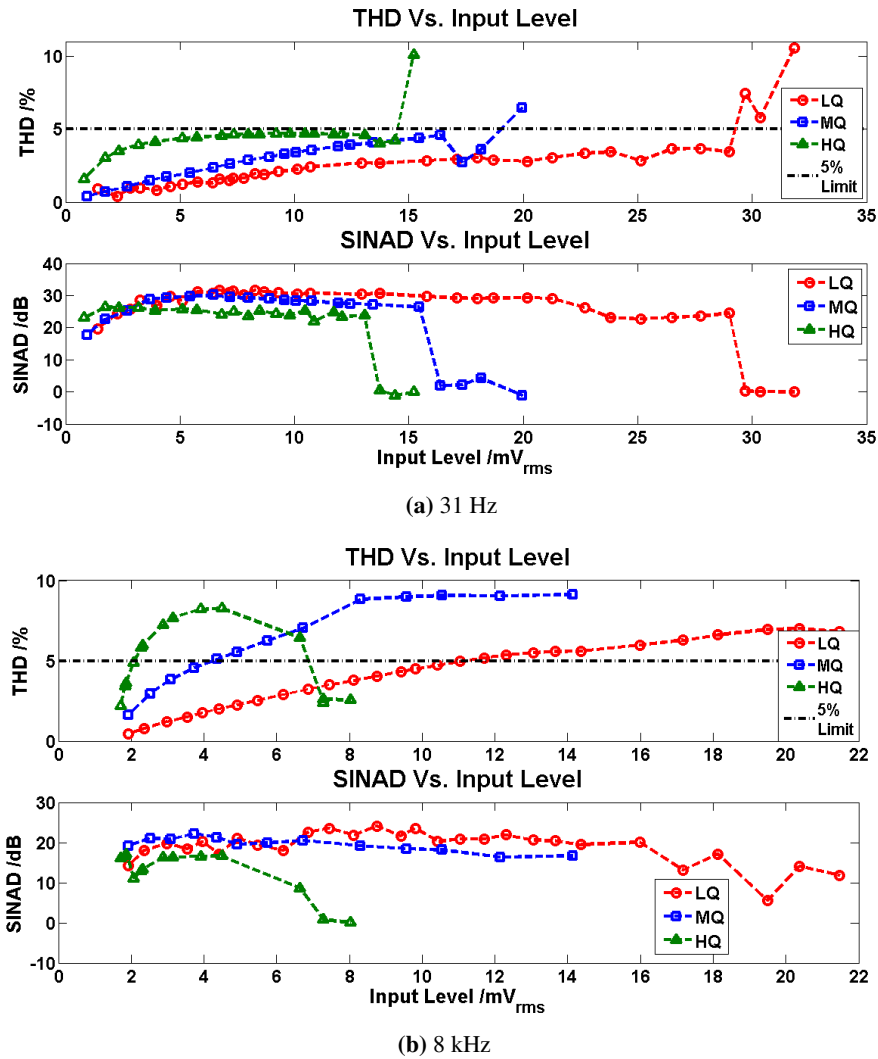 THD Vs. Input Level
THD /%
10
5
0
0 5 10 15 20 25 30 35
LQ
MQ
HQ
5%
Limit
SINAD Vs. Input Level
SINAD /dB
40
30
20
10
0
-10
0 5 10 15 20 25 30 35
LQ
MQ
HQ
Input Level /mVrms
(a) 31 Hz
THD Vs. Input Level
THD /%
10
5
0
0 2 4 6 8 10 12 14 16 18 20 22
LQ
MQ
HQ
5%
Limit
SINAD Vs. Input Level
SINAD /dB
30
20
10
0
-10
0 2 4 6 8 10 12 14 16 18 20 22
LQ
MQ
HQ
Input Level /mVrms
(b) 8 kHz